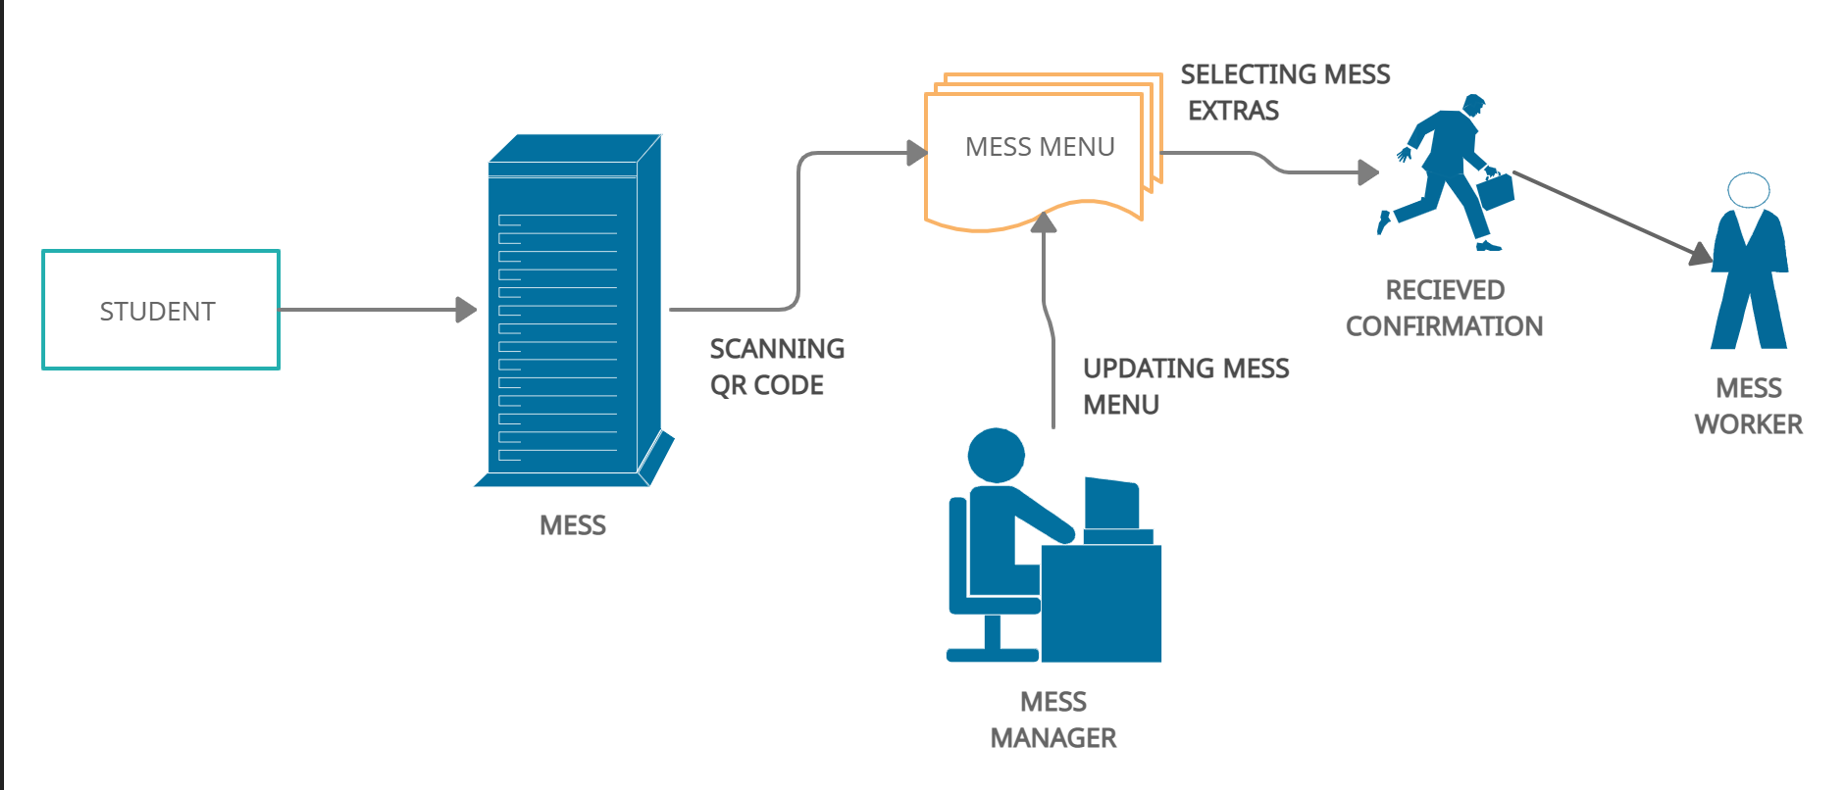 STUDENT
MESS
SCANNING
QR CODE
MESS MENU
SELECTING MESS
EXTRAS
UPDATING MESS
MENU
MESS
MANAGER
RECIEVED
CONFIRMATION
MESS
WORKER